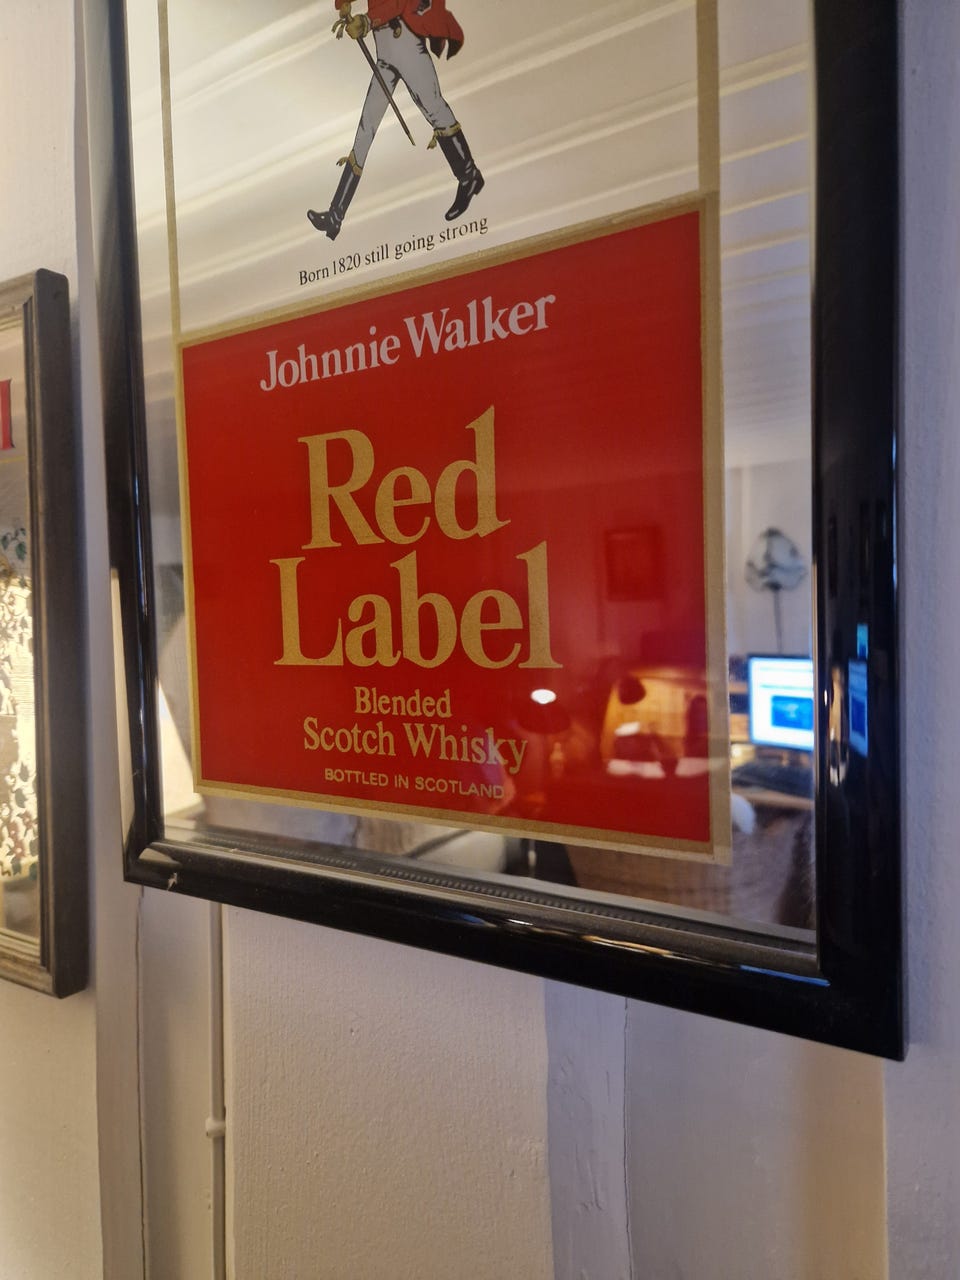 Born 1820 still going strong
Johnnie Walker
Red
Label
Blended
Scotch Whisky
BOTTLED IN SCOTLAND